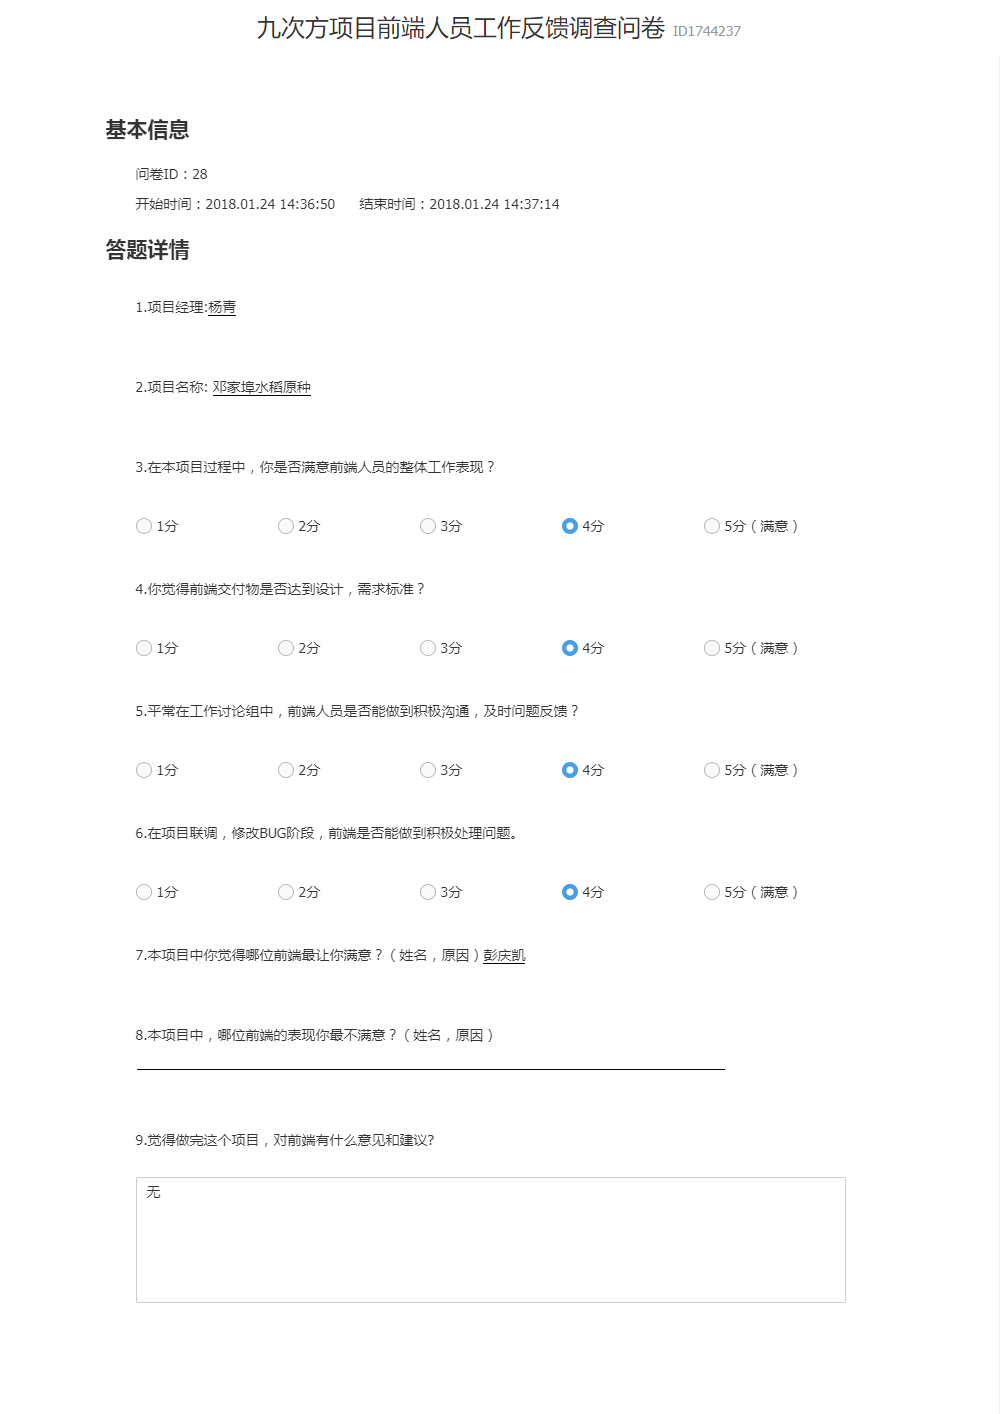 九次方项目前端人员工作反馈调查问卷 ID1744237
基本信息
问卷ID：28
开始时间：2018.01.24 14:36:50 结束时间：2018.01.24 14:37:14
答题详情
1.项目经理:杨青
2.项目名称: 邓家埠水稻原种
3.在本项目过程中，你是否满意前端人员的整体工作表现？
1分 2分 3分 4分 5分（满意）
4.你觉得前端交付物是否达到设计，需求标准？
1分 2分 3分 4分 5分（满意）
5.平常在工作讨论组中，前端人员是否能做到积极沟通，及时问题反馈？
1分 2分 3分 4分 5分（满意）
6.在项目联调，修改BUG阶段，前端是否能做到积极处理问题。
1分 2分 3分 4分 5分（满意）
7.本项目中你觉得哪位前端最让你满意？（姓名，原因）彭庆凯
8.本项目中，哪位前端的表现你最不满意？（姓名，原因）
9.觉得做完这个项目，对前端有什么意见和建议?
无